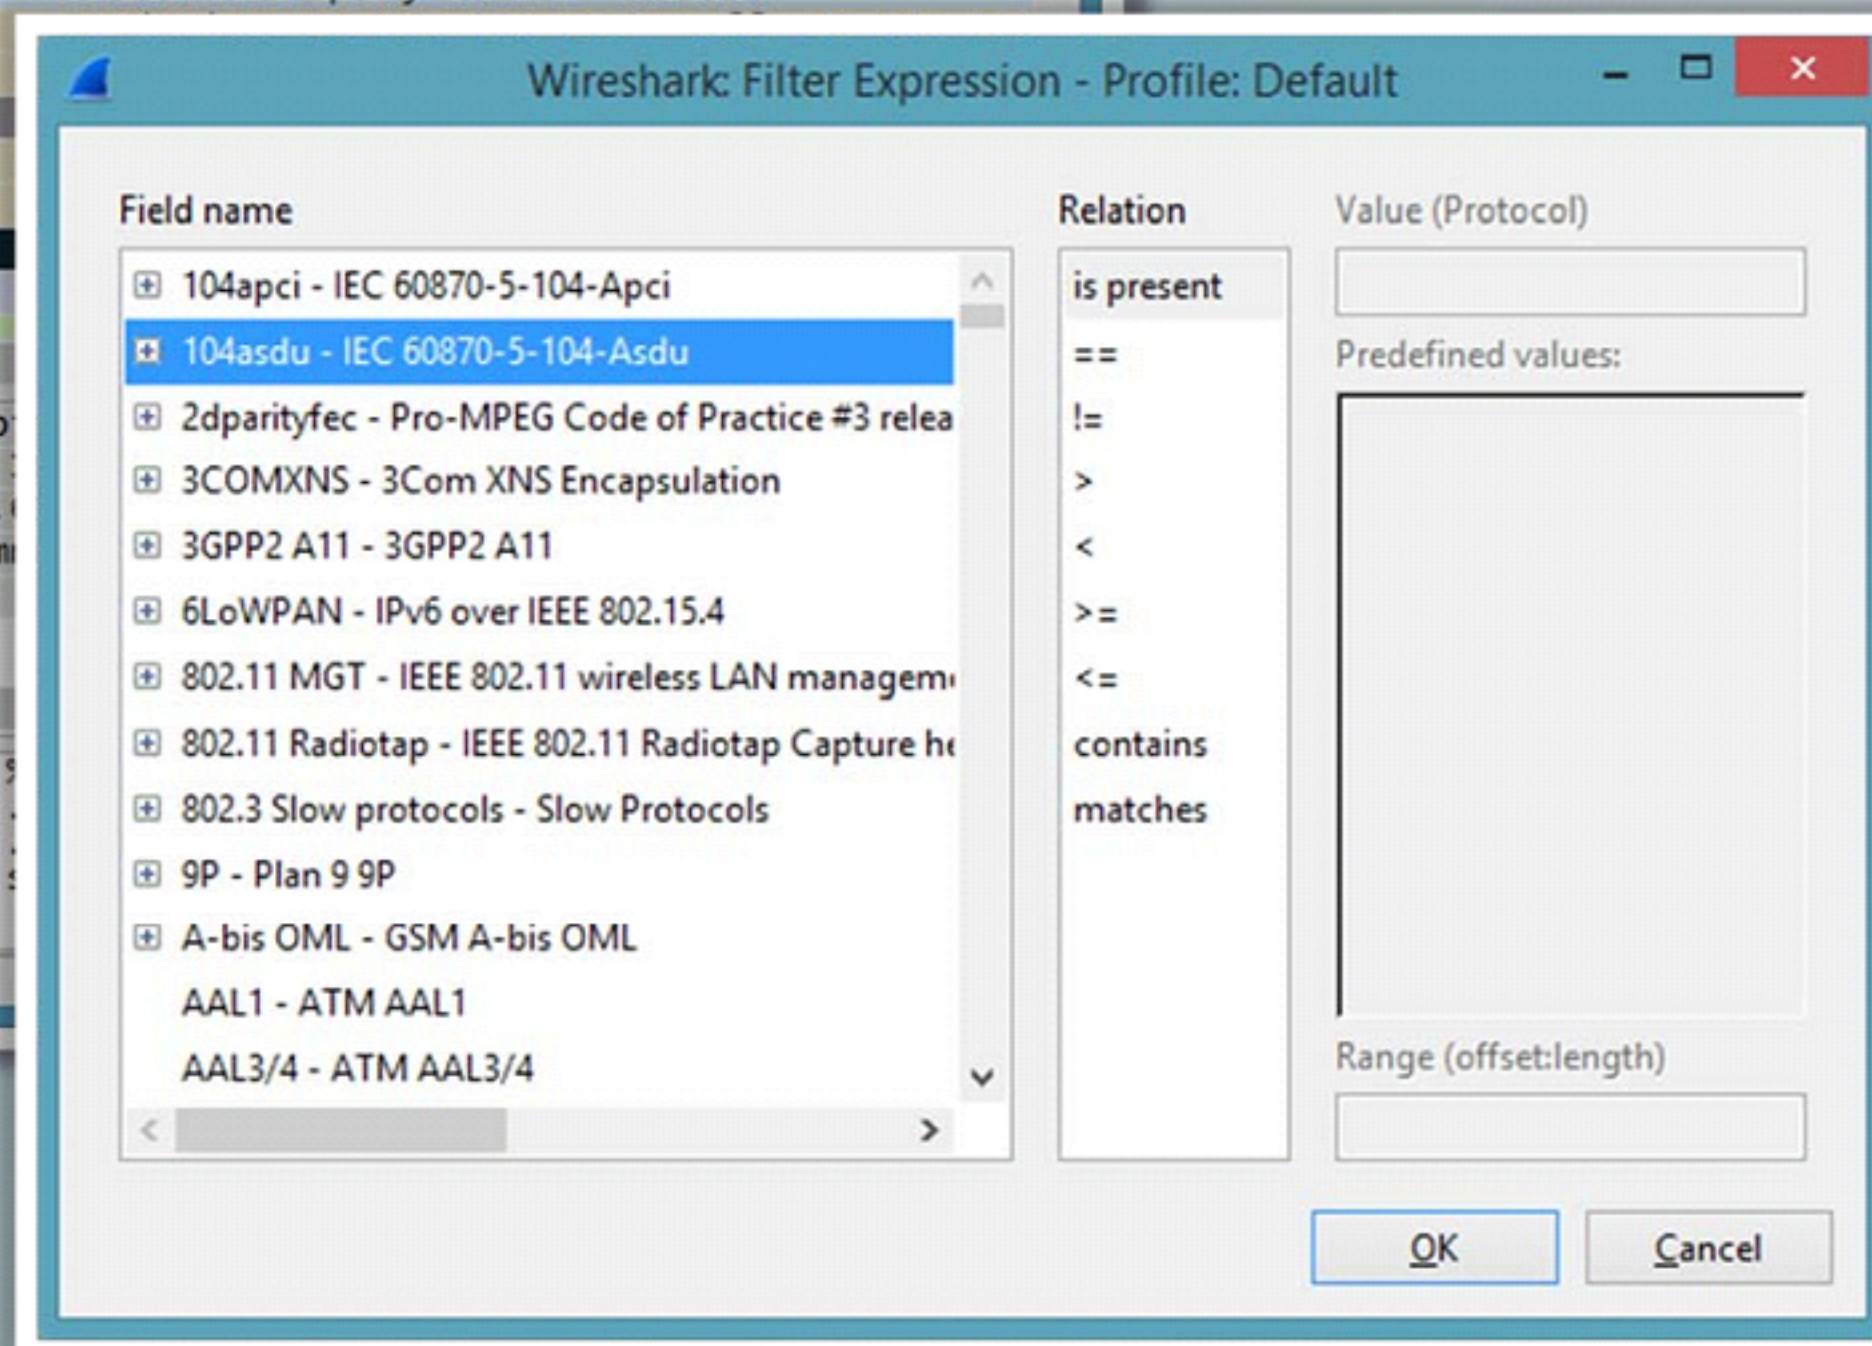 Wireshark: Filter Expression - Profile: Default
Field name
104apci - IEC 60870-5-104-Apci
104asdu - IEC 60870-5-104-Asdu
2dparityfec - Pro-MPEG Code of Practice #3 relea
3COMXNS - 3Com XNS Encapsulation
3GPP2 A11 - 3GPP2 A11
6LoWPAN - IPv6 over IEEE 802.15.4
802.11 MGT - IEEE 802.11 wireless LAN managem
802.11 Radiotap - IEEE 802.11 Radiotap Capture he
802.3 Slow protocols - Slow Protocols
9P - Plan 9 9P
A-bis OML - GSM A-bis OML
AAL1 - ATM AAL1
AAL3/4 - ATM AAL3/4
Relation
is present
==
!=
>
<
>=
<=
contains
matches
Value (Protocol)
Predefined values:
Range (offset:length)
OK
Cancel